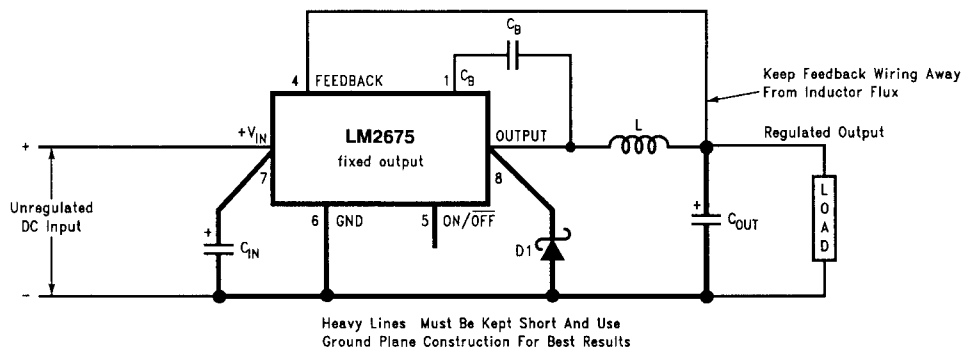 C_B
4 FEEDBACK
1 C_B
Keep Feedback Wiring Away
From Inductor Flux
+V_IN
LM2675
fixed output
OUTPUT
L
Regulated Output
+
7
8
Unregulated
DC Input
6 GND
5 ON/O̅F̅F̅
+
C_IN
D1
+
C_OUT
LOAD
-
Heavy Lines Must Be Kept Short And Use
Ground Plane Construction For Best Results